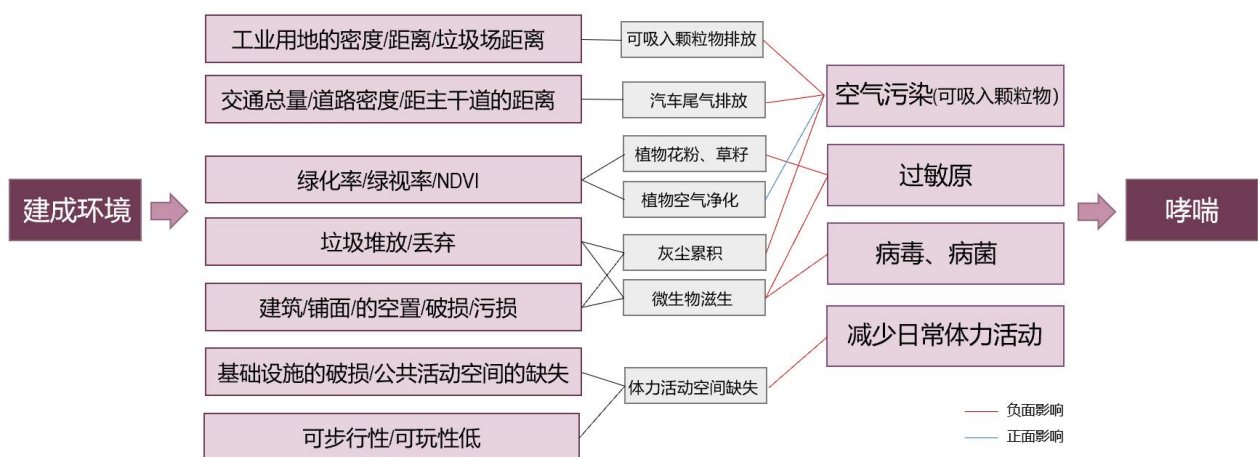 建成环境
工业用地的密度/距离/垃圾场距离
交通总量/道路密度/距主干道的距离
绿化率/绿视率/NDVI
垃圾堆放/丢弃
建筑/铺面/的空置/破损/污损
基础设施的破损/公共活动空间的缺失
可步行性/可玩性低
可吸入颗粒物排放
汽车尾气排放
植物花粉、草籽
植物空气净化
灰尘累积
微生物滋生
体力活动空间缺失
空气污染(可吸入颗粒物)
过敏原
病毒、病菌
减少日常体力活动
哮喘
负面影响
正面影响